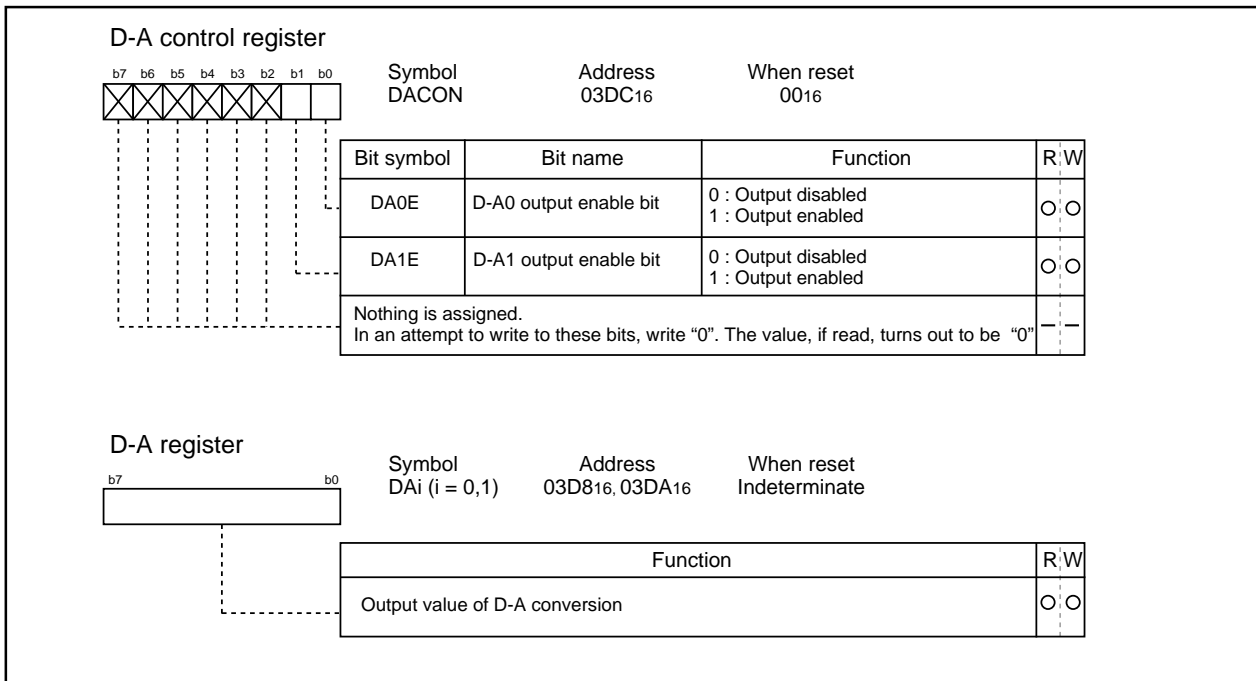 D-A control register
b7 b6 b5 b4 b3 b2 b1 b0
Symbol Address When reset
DACON 03DC16 0016
Bit symbol Bit name Function R W
DA0E D-A0 output enable bit 0 : Output disabled
1 : Output enabled
DA1E D-A1 output enable bit 0 : Output disabled
1 : Output enabled
Nothing is assigned.
In an attempt to write to these bits, write “0”. The value, if read, turns out to be “0”
D-A register
b7 b0
Symbol Address When reset
DAi (i = 0,1) 03D816, 03DA16 Indeterminate
Function R W
Output value of D-A conversion